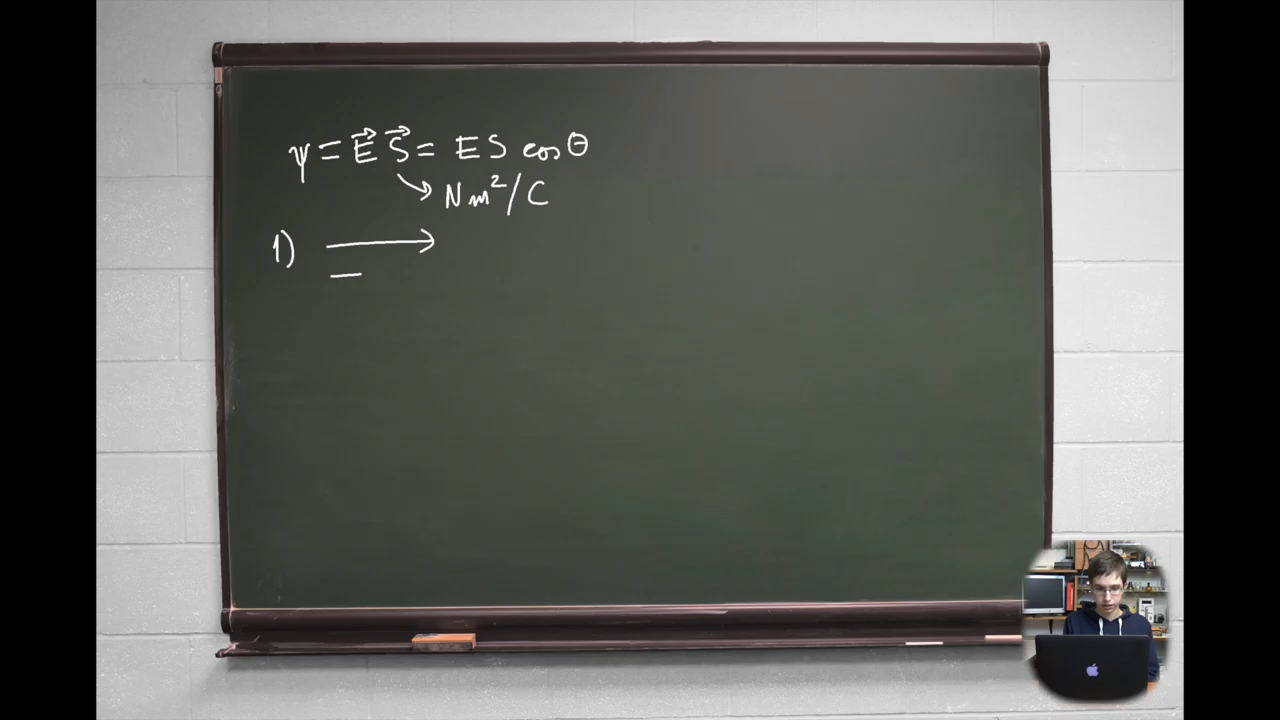 ψ = E⃗ S⃗ = E S cos θ
N m²/C
1)